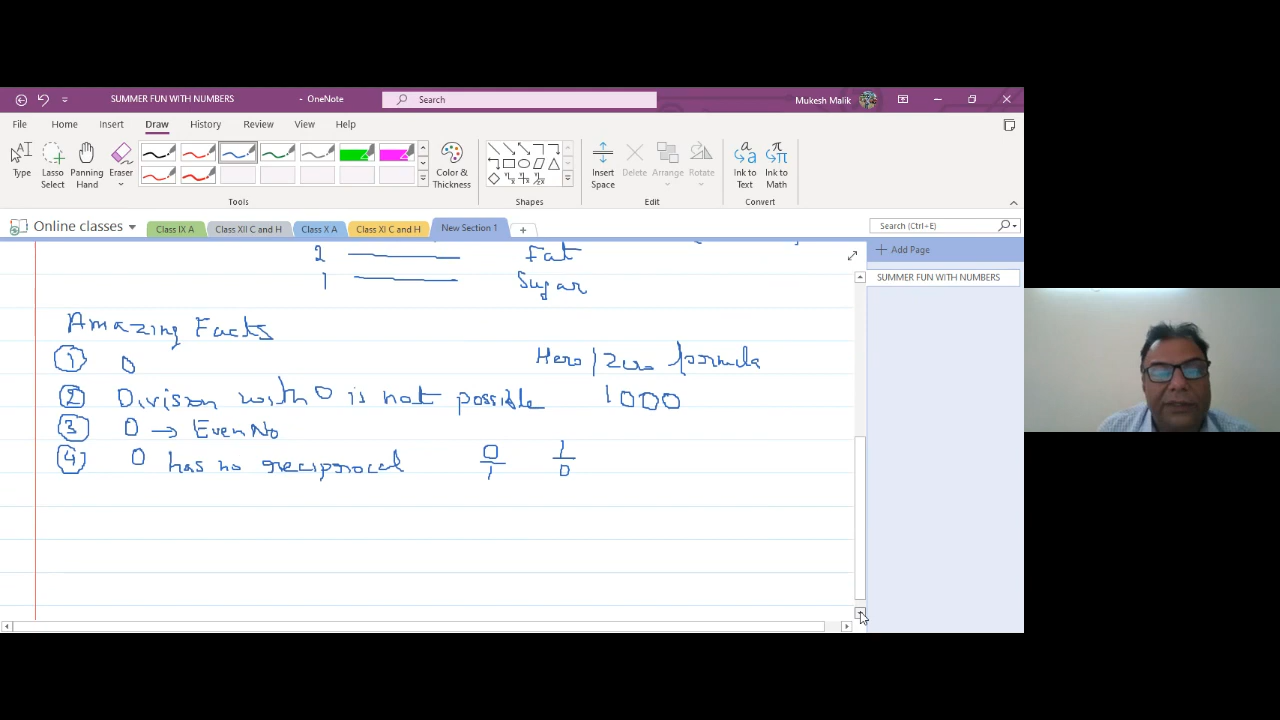 SUMMER FUN WITH NUMBERS - OneNote
Search
Mukesh Malik
File Home Insert Draw History Review View Help
Type
Lasso Select
Panning Hand
Eraser
Color & Thickness
Insert Space
Delete
Arrange
Rotate
Ink to Text
Ink to Math
Tools Shapes Edit Convert
Online classes
Class IX A
Class XII C and H
Class X A
Class XI C and H
New Section 1
Search (Ctrl+E)
Add Page
SUMMER FUN WITH NUMBERS
2 Fat
1 Sugar
Amazing Facts
1 0 Hero / Zero formula
2 Division with 0 is not possible 1000
3 0 → Even No
4 0 has no reciprocal 0/1 1/0